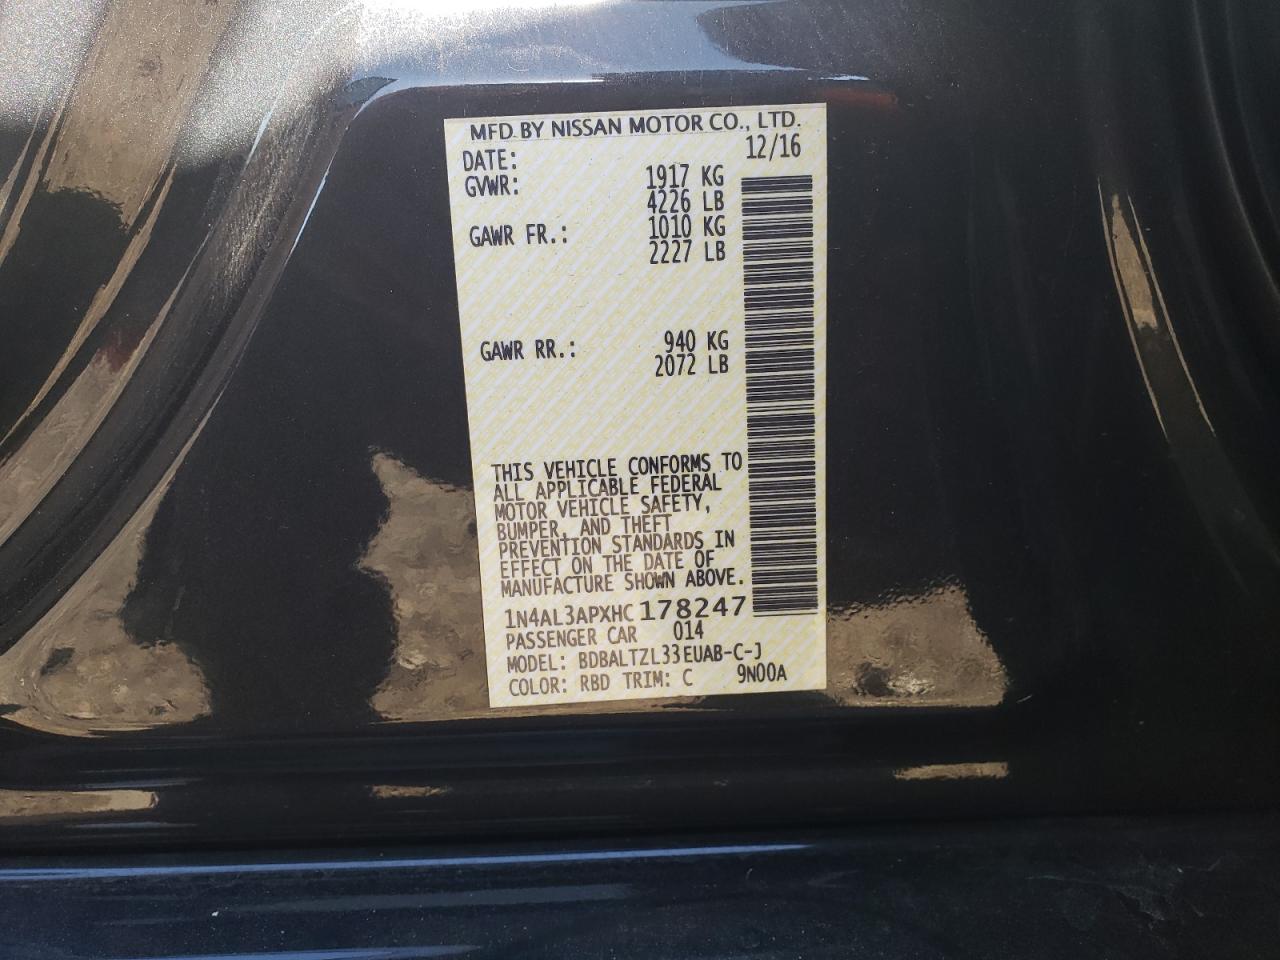 MFD. BY NISSAN MOTOR CO., LTD.
DATE: 12/16
GVWR: 1917 KG
4226 LB
GAWR FR.: 1010 KG
2227 LB
GAWR RR.: 940 KG
2072 LB
THIS VEHICLE CONFORMS TO
ALL APPLICABLE FEDERAL
MOTOR VEHICLE SAFETY,
BUMPER, AND THEFT
PREVENTION STANDARDS IN
EFFECT ON THE DATE OF
MANUFACTURE SHOWN ABOVE.
1N4AL3APXHC178247
PASSENGER CAR 014
MODEL: BDBALTZL33EUAB-C-J
COLOR: RBD TRIM: C 9N00A